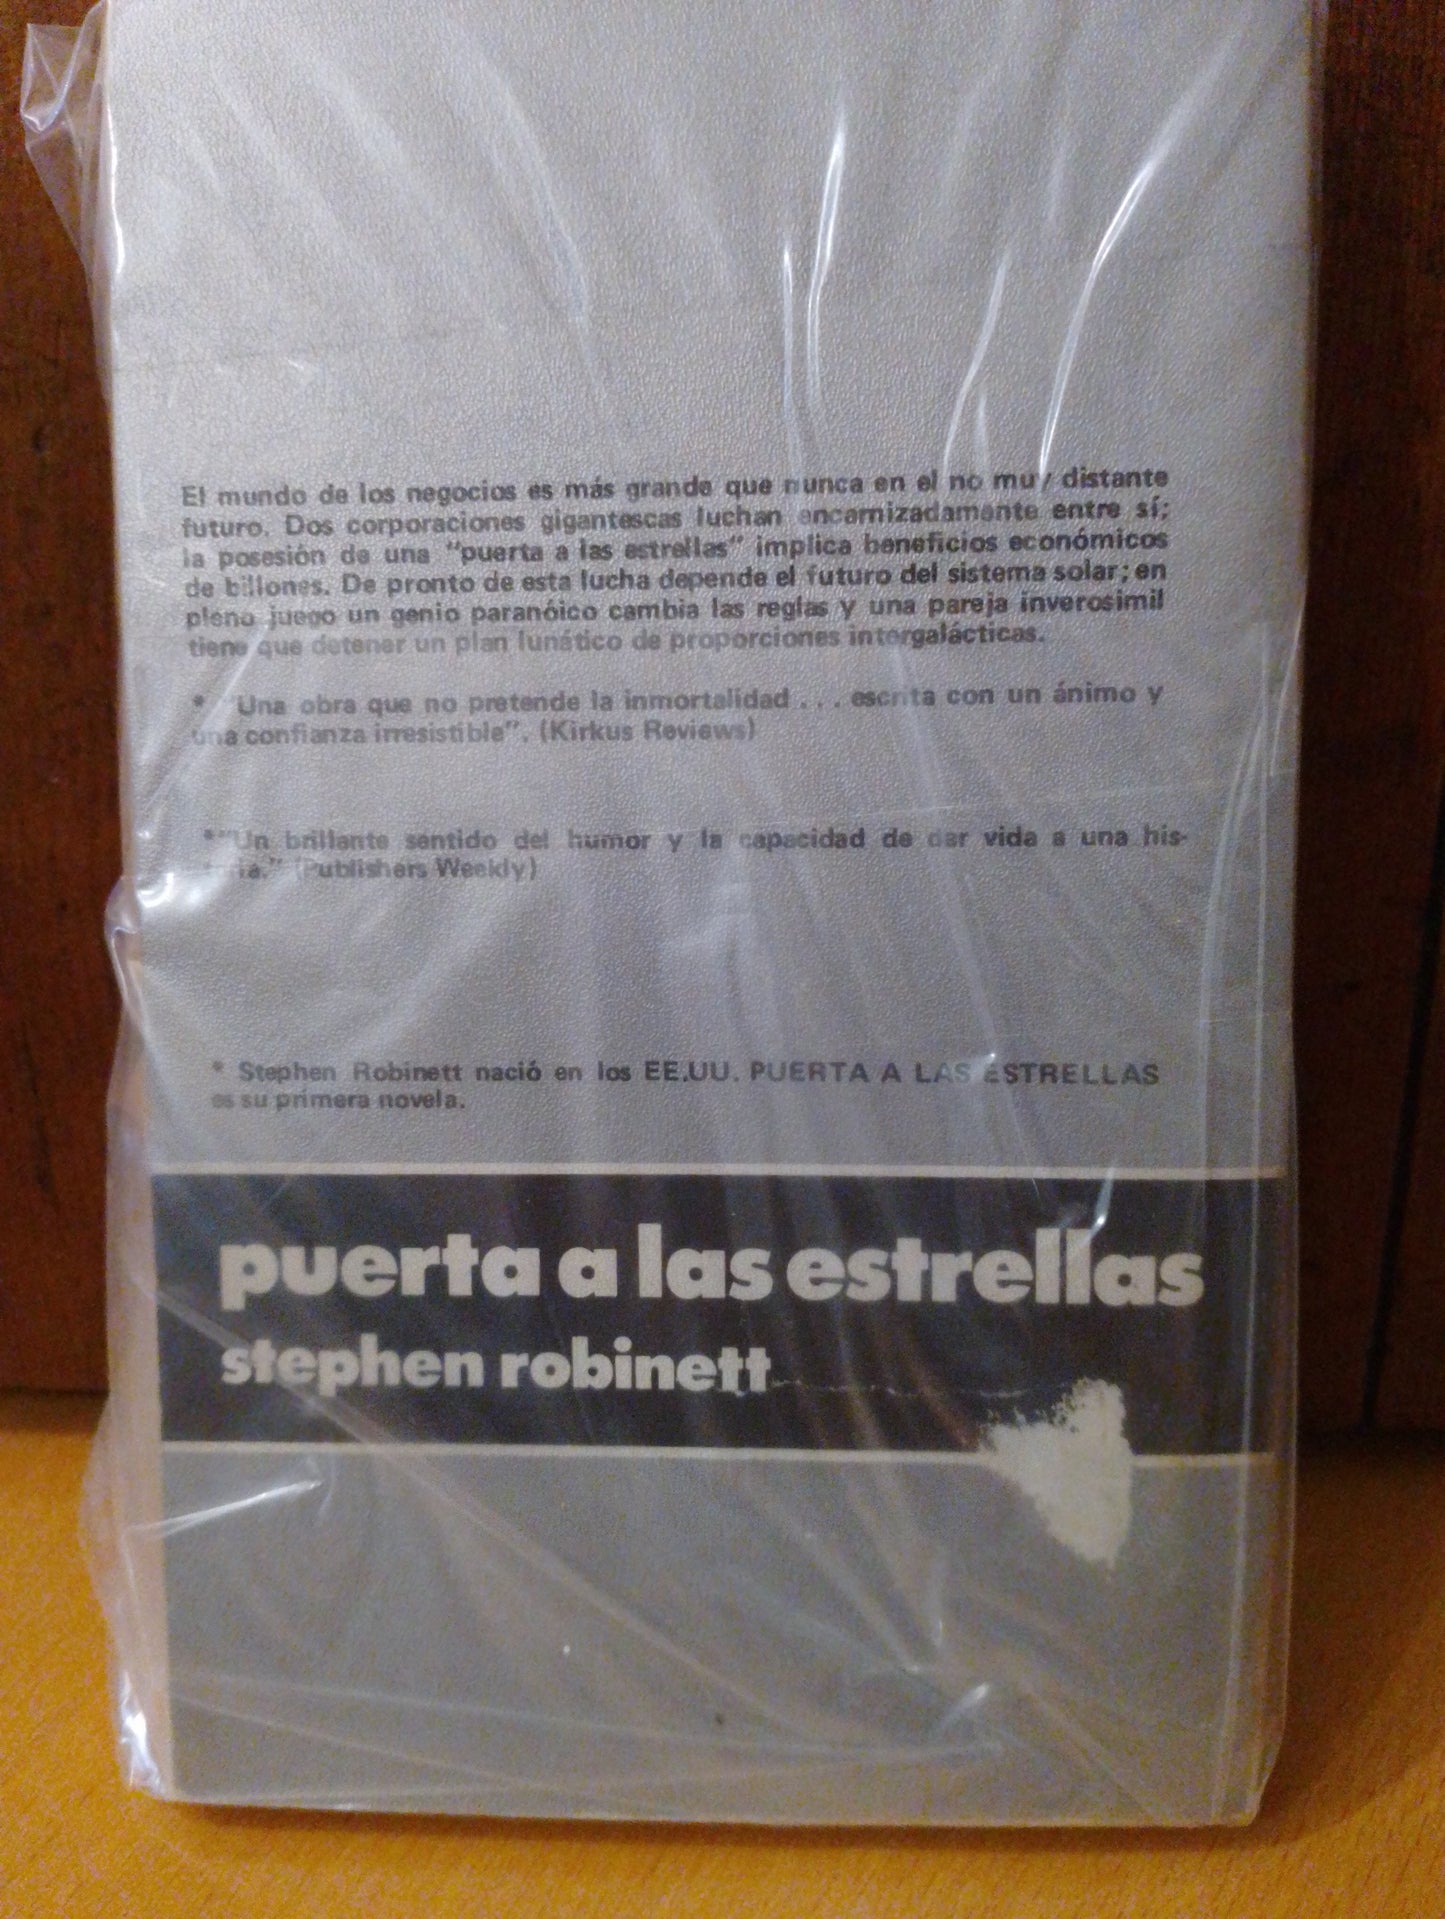 El mundo de los negocios es más grande que nunca en el no muy distante
futuro. Dos corporaciones gigantescas luchan encarnizadamente entre sí;
la posesión de una "puerta a las estrellas" implica beneficios económicos
de billones. De pronto de esta lucha depende el futuro del sistema solar; en
pleno juego un genio paranóico cambia las reglas y una pareja inverosimil
tiene que detener un plan lunático de proporciones intergalácticas.
* "Una obra que no pretende la inmortalidad . . . escrita con un ánimo y
una confianza irresistible". (Kirkus Reviews)
* "Un brillante sentido del humor y la capacidad de dar vida a una his-
toria." (Publishers Weekly)
* Stephen Robinett nació en los EE.UU. PUERTA A LAS ESTRELLAS
es su primera novela.
puerta a las estrellas
stephen robinett